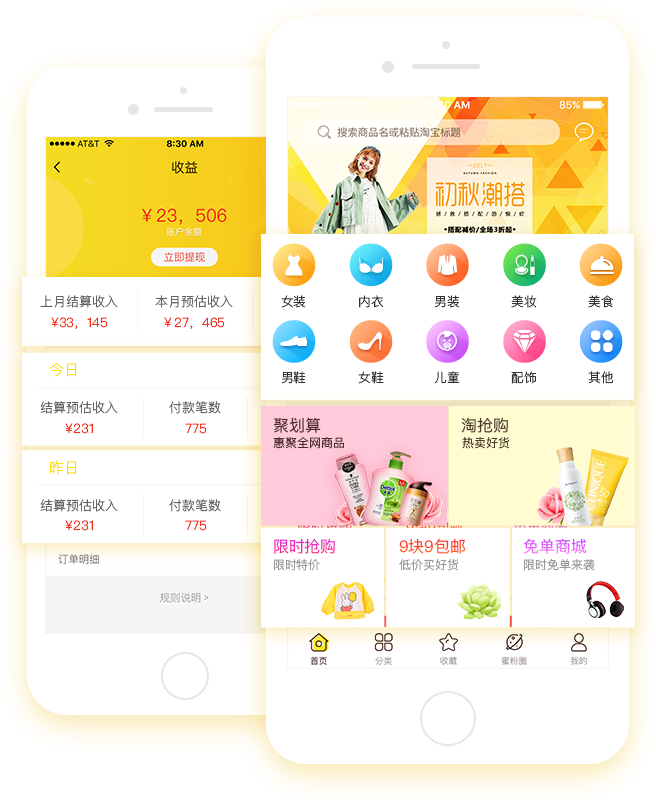 AT&T
8:30 AM
收益
¥23, 506
账户余额
立即提现
上月结算收入
本月预估收入
¥33, 145
¥27, 465
今日
结算预估收入
付款笔数
¥231
775
昨日
结算预估收入
付款笔数
¥231
775
订单明细
规则说明 >
AM
85%
搜索商品名或粘贴淘宝标题
2017
AUTUMN FASHION
初秋潮搭
*搭配减价/全场3折起*
女装
内衣
男装
美妆
美食
男鞋
女鞋
儿童
配饰
其他
聚划算
惠聚全网商品
淘抢购
热卖好货
Dettol
CLINIQUE
限时抢购
限时特价
9块9包邮
低价买好货
免单商城
限时免单来袭
首页
分类
收藏
蜜粉圈
我的